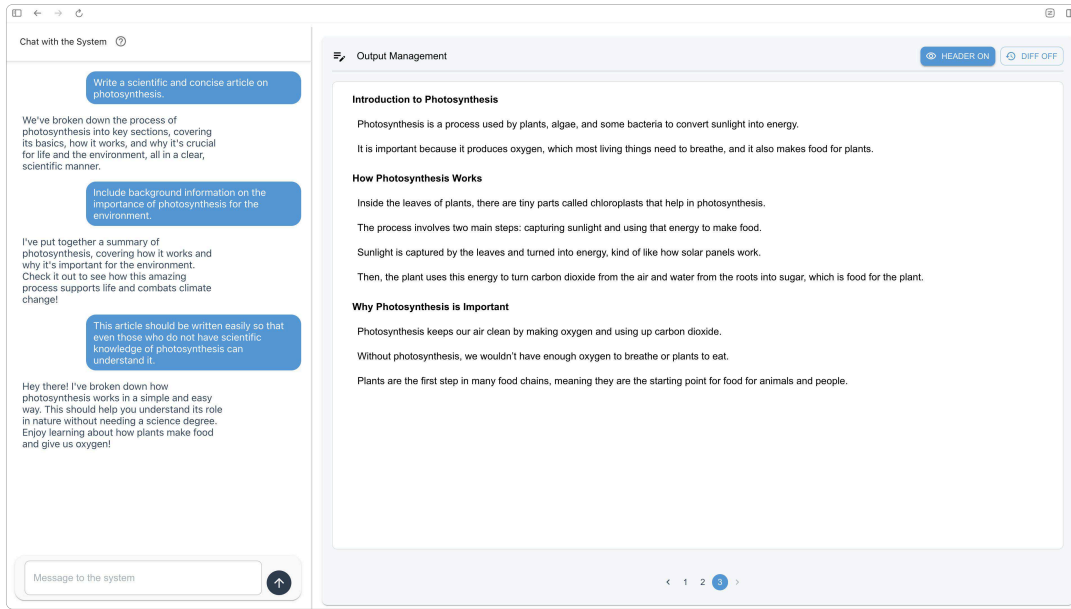 Chat with the System
Write a scientific and concise article on
photosynthesis.
We've broken down the process of
photosynthesis into key sections, covering
its basics, how it works, and why it's crucial
for life and the environment, all in a clear,
scientific manner.
Include background information on the
importance of photosynthesis for the
environment.
I've put together a summary of
photosynthesis, covering how it works and
why it's important for the environment.
Check it out to see how this amazing
process supports life and combats climate
change!
This article should be written easily so that
even those who do not have scientific
knowledge of photosynthesis can
understand it.
Hey there! I've broken down how
photosynthesis works in a simple and easy
way. This should help you understand its role
in nature without needing a science degree.
Enjoy learning about how plants make food
and give us oxygen!
Message to the system
Output Management
HEADER ON
DIFF OFF
Introduction to Photosynthesis
Photosynthesis is a process used by plants, algae, and some bacteria to convert sunlight into energy.
It is important because it produces oxygen, which most living things need to breathe, and it also makes food for plants.
How Photosynthesis Works
Inside the leaves of plants, there are tiny parts called chloroplasts that help in photosynthesis.
The process involves two main steps: capturing sunlight and using that energy to make food.
Sunlight is captured by the leaves and turned into energy, kind of like how solar panels work.
Then, the plant uses this energy to turn carbon dioxide from the air and water from the roots into sugar, which is food for the plant.
Why Photosynthesis is Important
Photosynthesis keeps our air clean by making oxygen and using up carbon dioxide.
Without photosynthesis, we wouldn't have enough oxygen to breathe or plants to eat.
Plants are the first step in many food chains, meaning they are the starting point for food for animals and people.
1 2 3